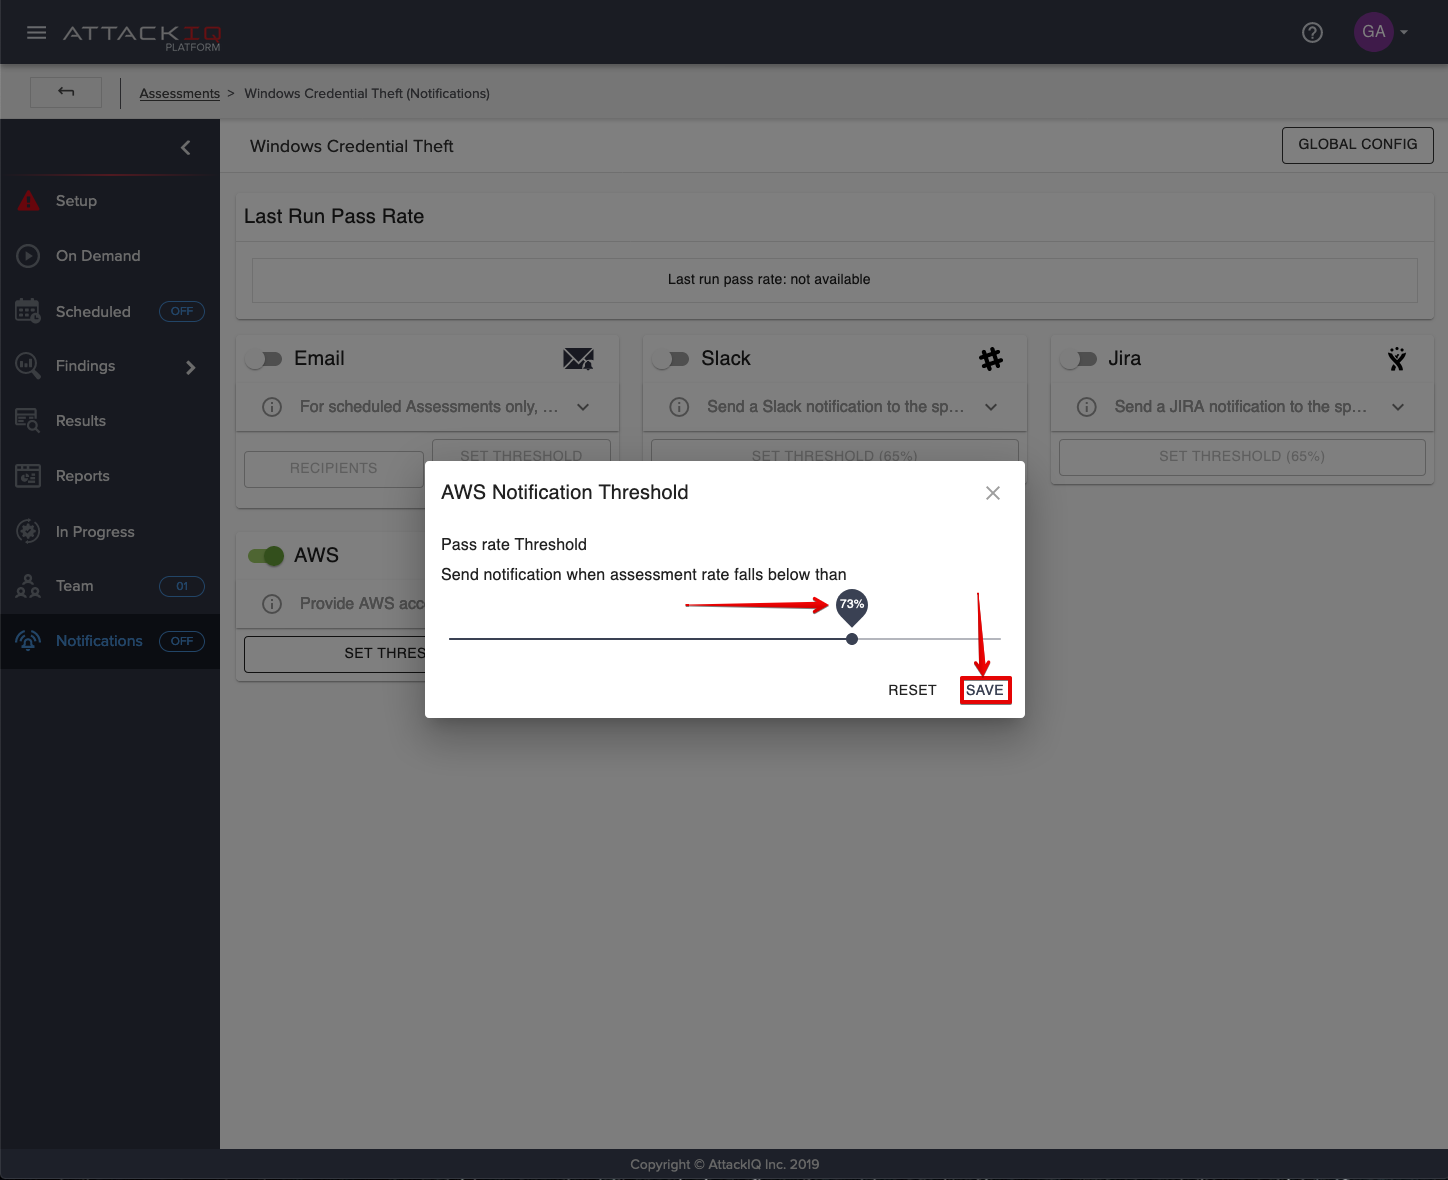 ATTACKIQ
PLATFORM
GA
Assessments > Windows Credential Theft (Notifications)
Windows Credential Theft
GLOBAL CONFIG
Setup
On Demand
Scheduled OFF
Findings
Results
Reports
In Progress
Team 01
Notifications OFF
Last Run Pass Rate
Last run pass rate: not available
Email
For scheduled Assessments only, ...
RECIPIENTS
SET THRESHOLD
Slack
Send a Slack notification to the sp...
SET THRESHOLD (65%)
Jira
Send a JIRA notification to the sp...
SET THRESHOLD (65%)
AWS
Provide AWS acc
SET THRES
AWS Notification Threshold
Pass rate Threshold
Send notification when assessment rate falls below than
73%
RESET
SAVE
Copyright © AttackIQ Inc. 2019